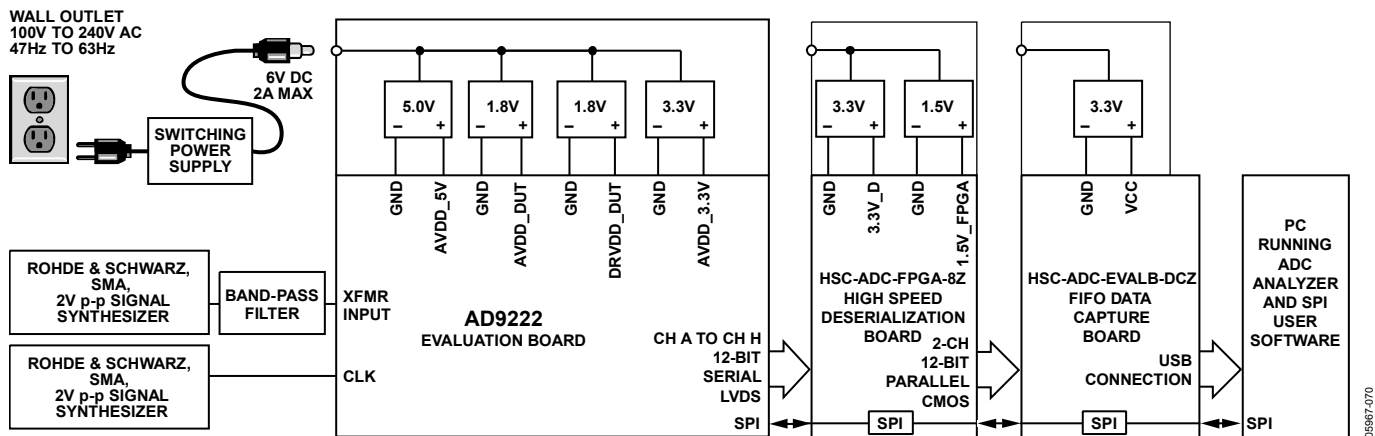 WALL OUTLET
100V TO 240V AC
47Hz TO 63Hz
6V DC
2A MAX
SWITCHING
POWER
SUPPLY
5.0V
– +
1.8V
– +
1.8V
– +
3.3V
– +
3.3V
– +
1.5V
– +
3.3V
– +
GND
AVDD_5V
GND
AVDD_DUT
GND
DRVDD_DUT
GND
AVDD_3.3V
GND
3.3V_D
GND
1.5V_FPGA
GND
VCC
ROHDE & SCHWARZ,
SMA,
2V p-p SIGNAL
SYNTHESIZER
BAND-PASS
FILTER
XFMR
INPUT
ROHDE & SCHWARZ,
SMA,
2V p-p SIGNAL
SYNTHESIZER
CLK
AD9222
EVALUATION BOARD
CH A TO CH H
12-BIT
SERIAL
LVDS
SPI
HSC-ADC-FPGA-8Z
HIGH SPEED
DESERIALIZATION
BOARD
2-CH
12-BIT
PARALLEL
CMOS
SPI
HSC-ADC-EVALB-DCZ
FIFO DATA
CAPTURE
BOARD
USB
CONNECTION
SPI
PC
RUNNING
ADC
ANALYZER
AND SPI
USER
SOFTWARE
SPI
05967-070